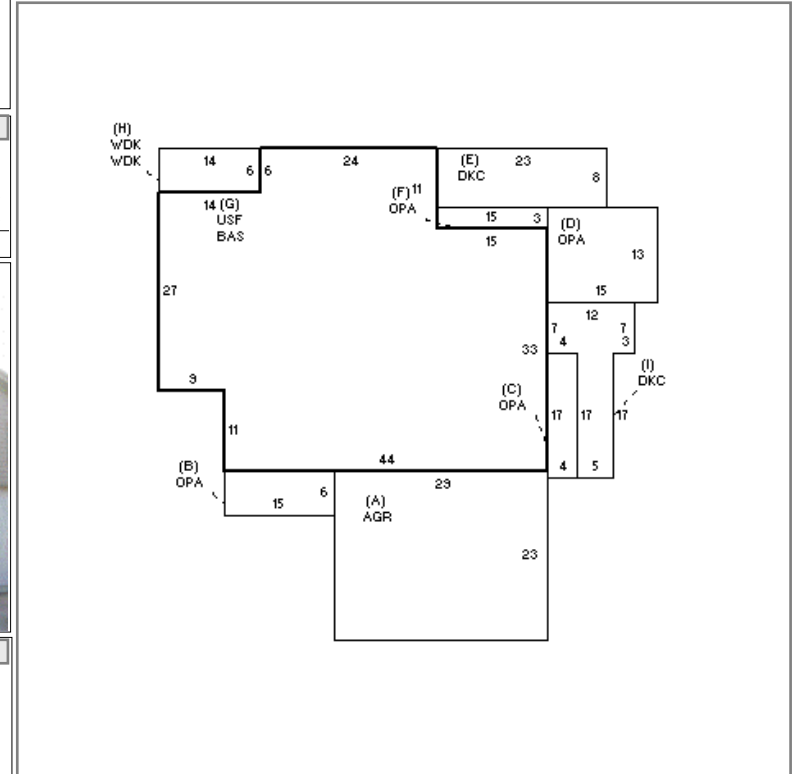 (H)
WDK
WDK
14
6
6
24
(E)
DKC
23
8
14 (G)
USF
BAS
(F) 11
OPA
15
3
15
(D)
OPA
13
15
27
12
7
4
7
3
33
(I)
DKC
9
(C)
OPA
11
17
17
17
44
4
5
(B)
OPA
6
15
29
(A)
AGR
23